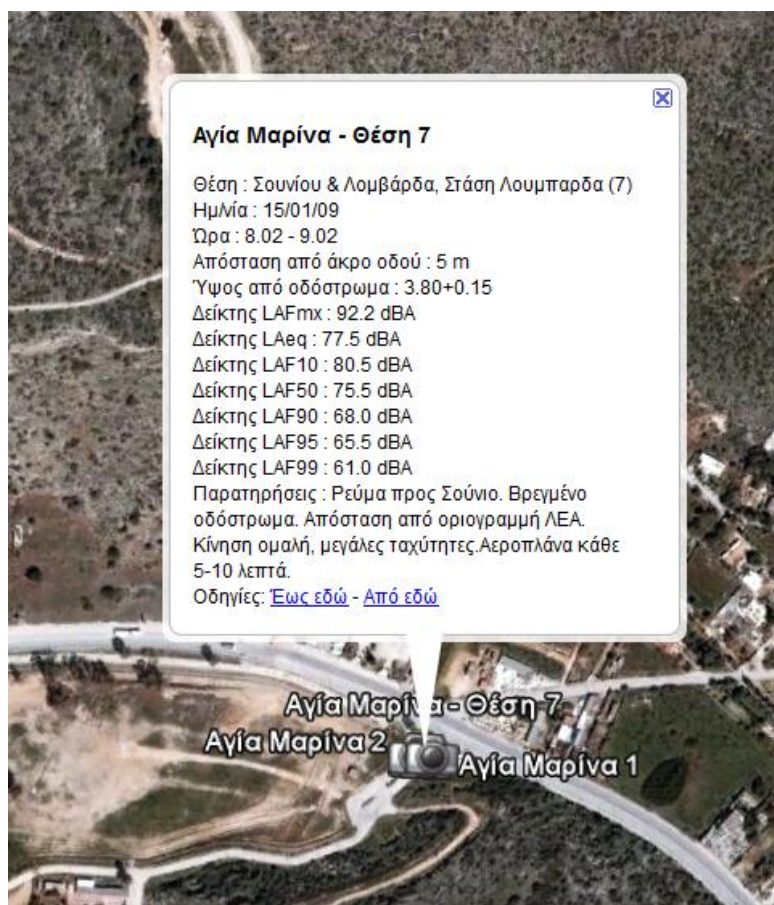 Αγία Μαρίνα - Θέση 7
Θέση : Σουνίου & Λομβάρδα, Στάση Λουμπαρδα (7)
Ημ/νία : 15/01/09
Ώρα : 8.02 - 9.02
Απόσταση από άκρο οδού : 5 m
Ύψος από οδόστρωμα : 3.80+0.15
Δείκτης LAFmx : 92.2 dBA
Δείκτης LAeq : 77.5 dBA
Δείκτης LAF10 : 80.5 dBA
Δείκτης LAF50 : 75.5 dBA
Δείκτης LAF90 : 68.0 dBA
Δείκτης LAF95 : 65.5 dBA
Δείκτης LAF99 : 61.0 dBA
Παρατηρήσεις : Ρεύμα προς Σούνιο. Βρεγμένο
οδόστρωμα. Απόσταση από οριογραμμή ΛΕΑ.
Κίνηση ομαλή, μεγάλες ταχύτητες.Αεροπλάνα κάθε
5-10 λεπτά.
Οδηγίες: Έως εδώ - Από εδώ
Αγία Μαρίνα - Θέση 7
Αγία Μαρίνα 2
Αγία Μαρίνα 1